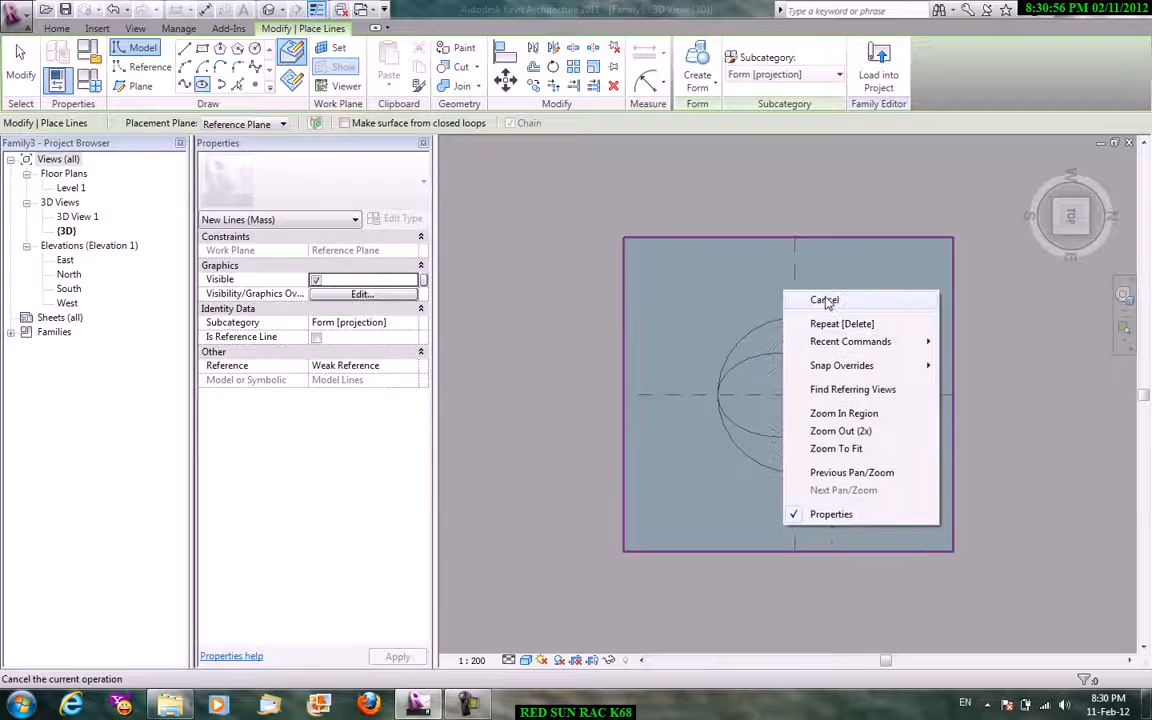 Autodesk Revit Architecture 2011 - [Family3 - 3D View: {3D}]
Type a keyword or phrase
8:30:56 PM 02/11/2012
Home
Insert
View
Manage
Add-Ins
Modify | Place Lines
Modify
Model
Reference
Plane
Set
Show
Viewer
Paste
Paint
Cut
Join
Create
Form
Subcategory:
Form [projection]
Load into
Project
Select
Properties
Draw
Work Plane
Clipboard
Geometry
Modify
Measure
Form
Subcategory
Family Editor
Modify | Place Lines
Placement Plane:
Reference Plane
Make surface from closed loops
Chain
Family3 - Project Browser
Views (all)
Floor Plans
Level 1
3D Views
3D View 1
{3D}
Elevations (Elevation 1)
East
North
South
West
Sheets (all)
Families
Properties
New Lines (Mass)
Edit Type
Constraints
Work Plane
Reference Plane
Graphics
Visible
Visibility/Graphics Ov...
Edit...
Identity Data
Subcategory
Form [projection]
Is Reference Line
Other
Reference
Weak Reference
Model or Symbolic
Model Lines
Properties help
Apply
W
S
TOP
N
E
Cancel
Repeat [Delete]
Recent Commands
Snap Overrides
Find Referring Views
Zoom In Region
Zoom Out (2x)
Zoom To Fit
Previous Pan/Zoom
Next Pan/Zoom
Properties
1 : 200
Cancel the current operation
:0
EN
8:30 PM
11-Feb-12
RED SUN RAC K68